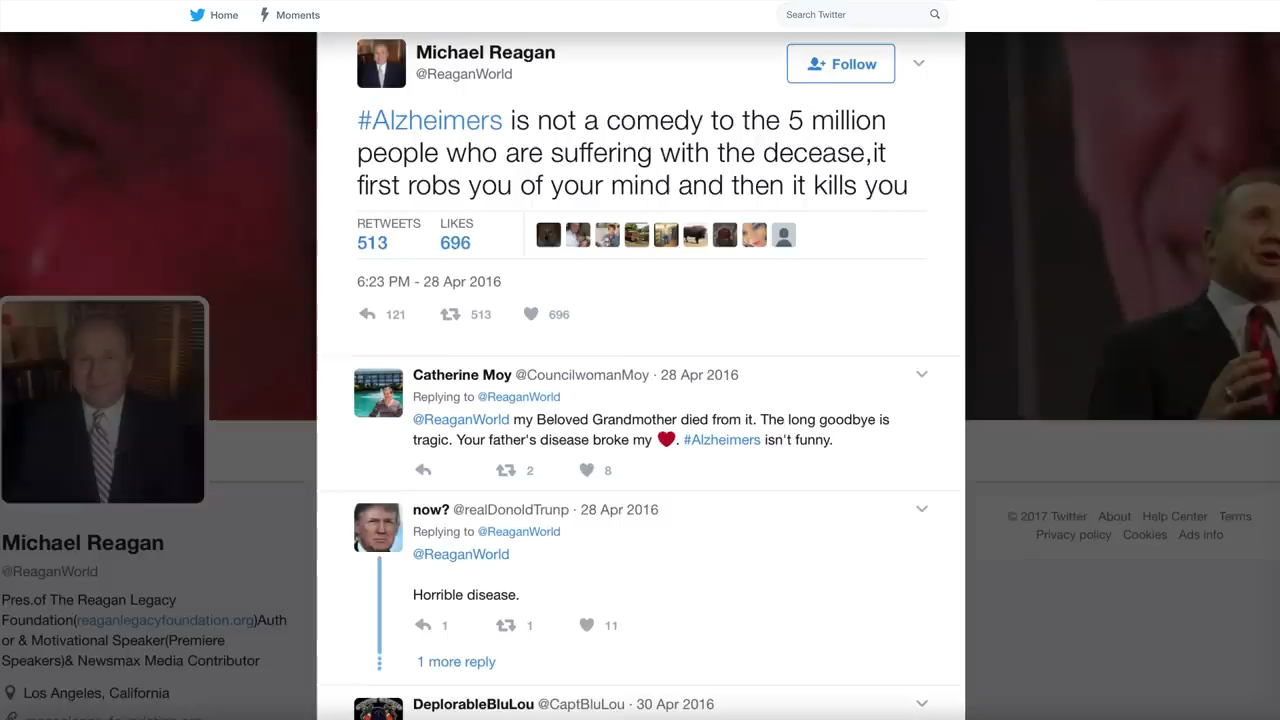 Home
Moments
Search Twitter
Michael Reagan
@ReaganWorld
Follow
#Alzheimers is not a comedy to the 5 million
people who are suffering with the decease,it
first robs you of your mind and then it kills you
RETWEETS LIKES
513 696
6:23 PM - 28 Apr 2016
121 513 696
Catherine Moy @CouncilwomanMoy · 28 Apr 2016
Replying to @ReaganWorld
@ReaganWorld my Beloved Grandmother died from it. The long goodbye is
tragic. Your father's disease broke my ❤. #Alzheimers isn't funny.
2 8
now? @realDonoldTrump · 28 Apr 2016
Replying to @ReaganWorld
@ReaganWorld
Horrible disease.
1 1 11
1 more reply
DeplorableBluLou @CaptBluLou · 30 Apr 2016
Michael Reagan
@ReaganWorld
Pres.of The Reagan Legacy
Foundation(reaganlegacyfoundation.org)Auth
or & Motivational Speaker(Premiere
Speakers)& Newsmax Media Contributor
Los Angeles, California
© 2017 Twitter About Help Center Terms
Privacy policy Cookies Ads info